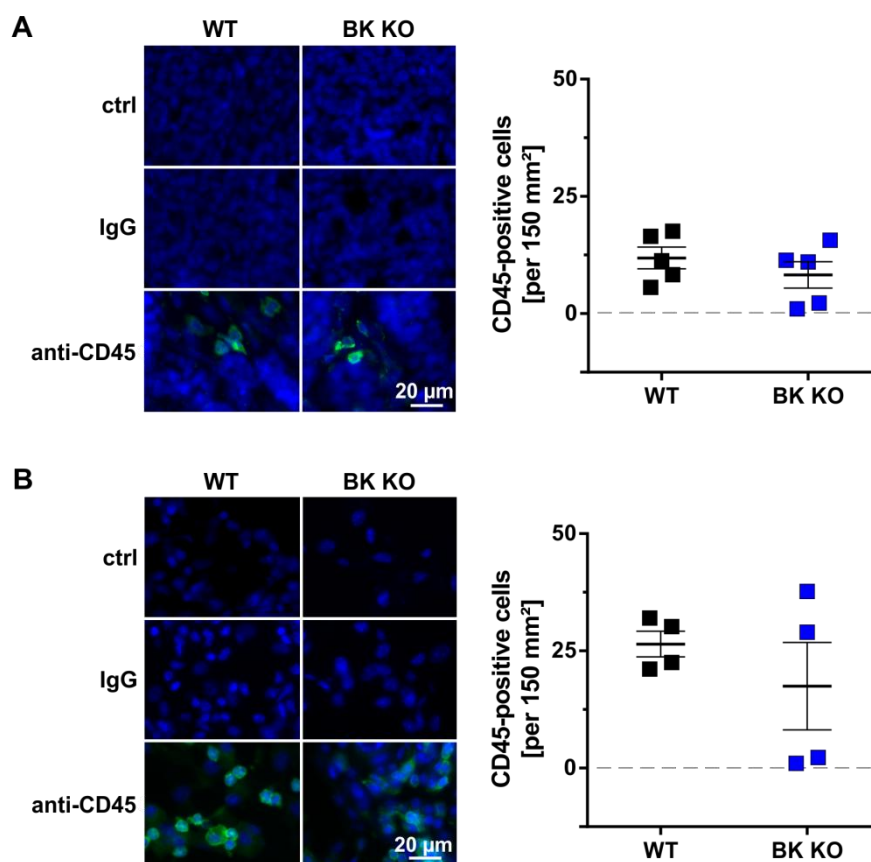 A
WT BK KO
ctrl
IgG
anti-CD45
20 µm
CD45-positive cells
[per 150 mm²]
50
25
0
WT BK KO
B
WT BK KO
ctrl
IgG
anti-CD45
20 µm
CD45-positive cells
[per 150 mm²]
50
25
0
WT BK KO